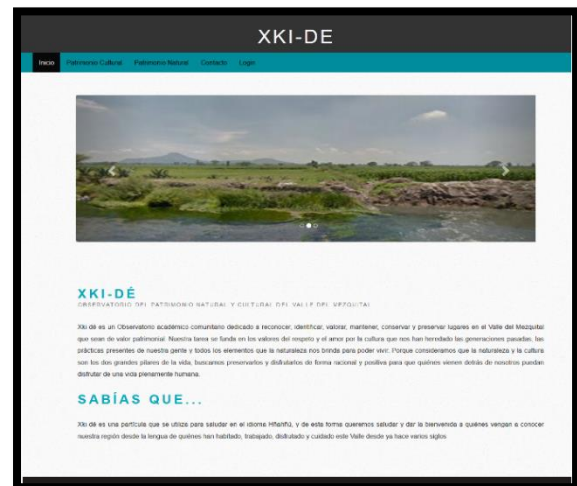 XKI-DE
Inicio Patrimonio Cultural Patrimonio Natural Contacto Login
XKI-DÉ
OBSERVATORIO DEL PATRIMONIO NATURAL Y CULTURAL DEL VALLE DEL MEZQUITAL
Xki dé es un Observatorio académico comunitario dedicado a reconocer, identificar, valorar, mantener, conservar y preservar lugares en el Valle del Mezquital
que sean de valor patrimonial. Nuestra tarea se funda en los valores del respeto y el amor por la cultura que nos han heredado las generaciones pasadas, las
prácticas presentes de nuestra gente y todos los elementos que la naturaleza nos brinda para poder vivir. Porque consideramos que la naturaleza y la cultura
son los dos grandes pilares de la vida, buscamos preservarlos y disfrutarlos de forma racional y positiva para que quiénes vienen detrás de nosotros puedan
disfrutar de una vida plenamente humana.
SABÍAS QUE...
Xki dé es una partícula que se utiliza para saludar en el idioma Hñahñú, y de esta forma queremos saludar y dar la bienvenida a quiénes vengan a conocer
nuestra región desde la lengua de quiénes han habitado, trabajado, disfrutado y cuidado este Valle desde ya hace varios siglos